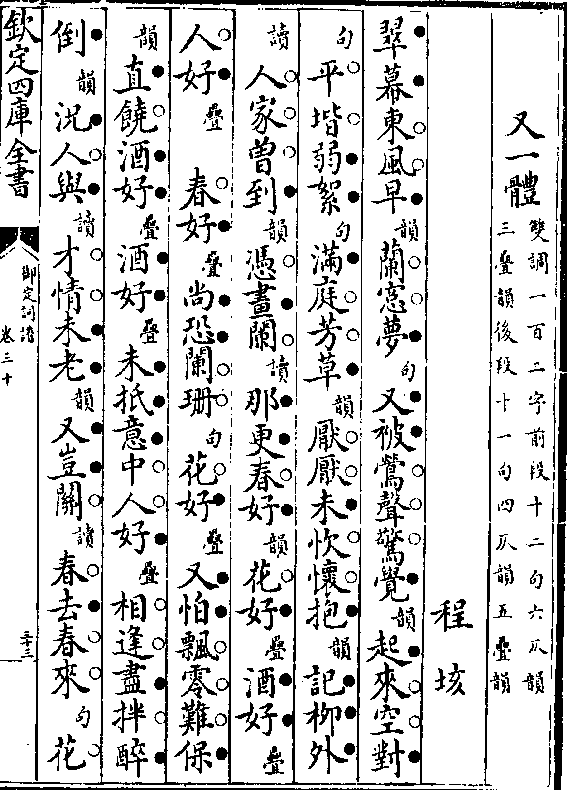 又一體 雙調一百二字前段十二句六仄韻
三疊韻後段十一句四仄韻五疊韻
程垓
翠幕東風早韻蘭窻夢句又被鶯聲驚覺韻起來空對
句平堦弱絮句滿庭芳草韻厭厭未忺懷抱韻記柳外
讀人家曾到韻憑畫闌讀那更春好韻花好疊酒好疊
人好疊 春好疊尚恐闌珊句花好疊又怕飄零難保
韻直饒酒好疊酒好疊未抵意中人好疊相逢盡拌醉
倒韻況人與讀才情未老韻又豈關讀春去春來句花
欽定四庫全書
御定詞譜
卷三十
三十三